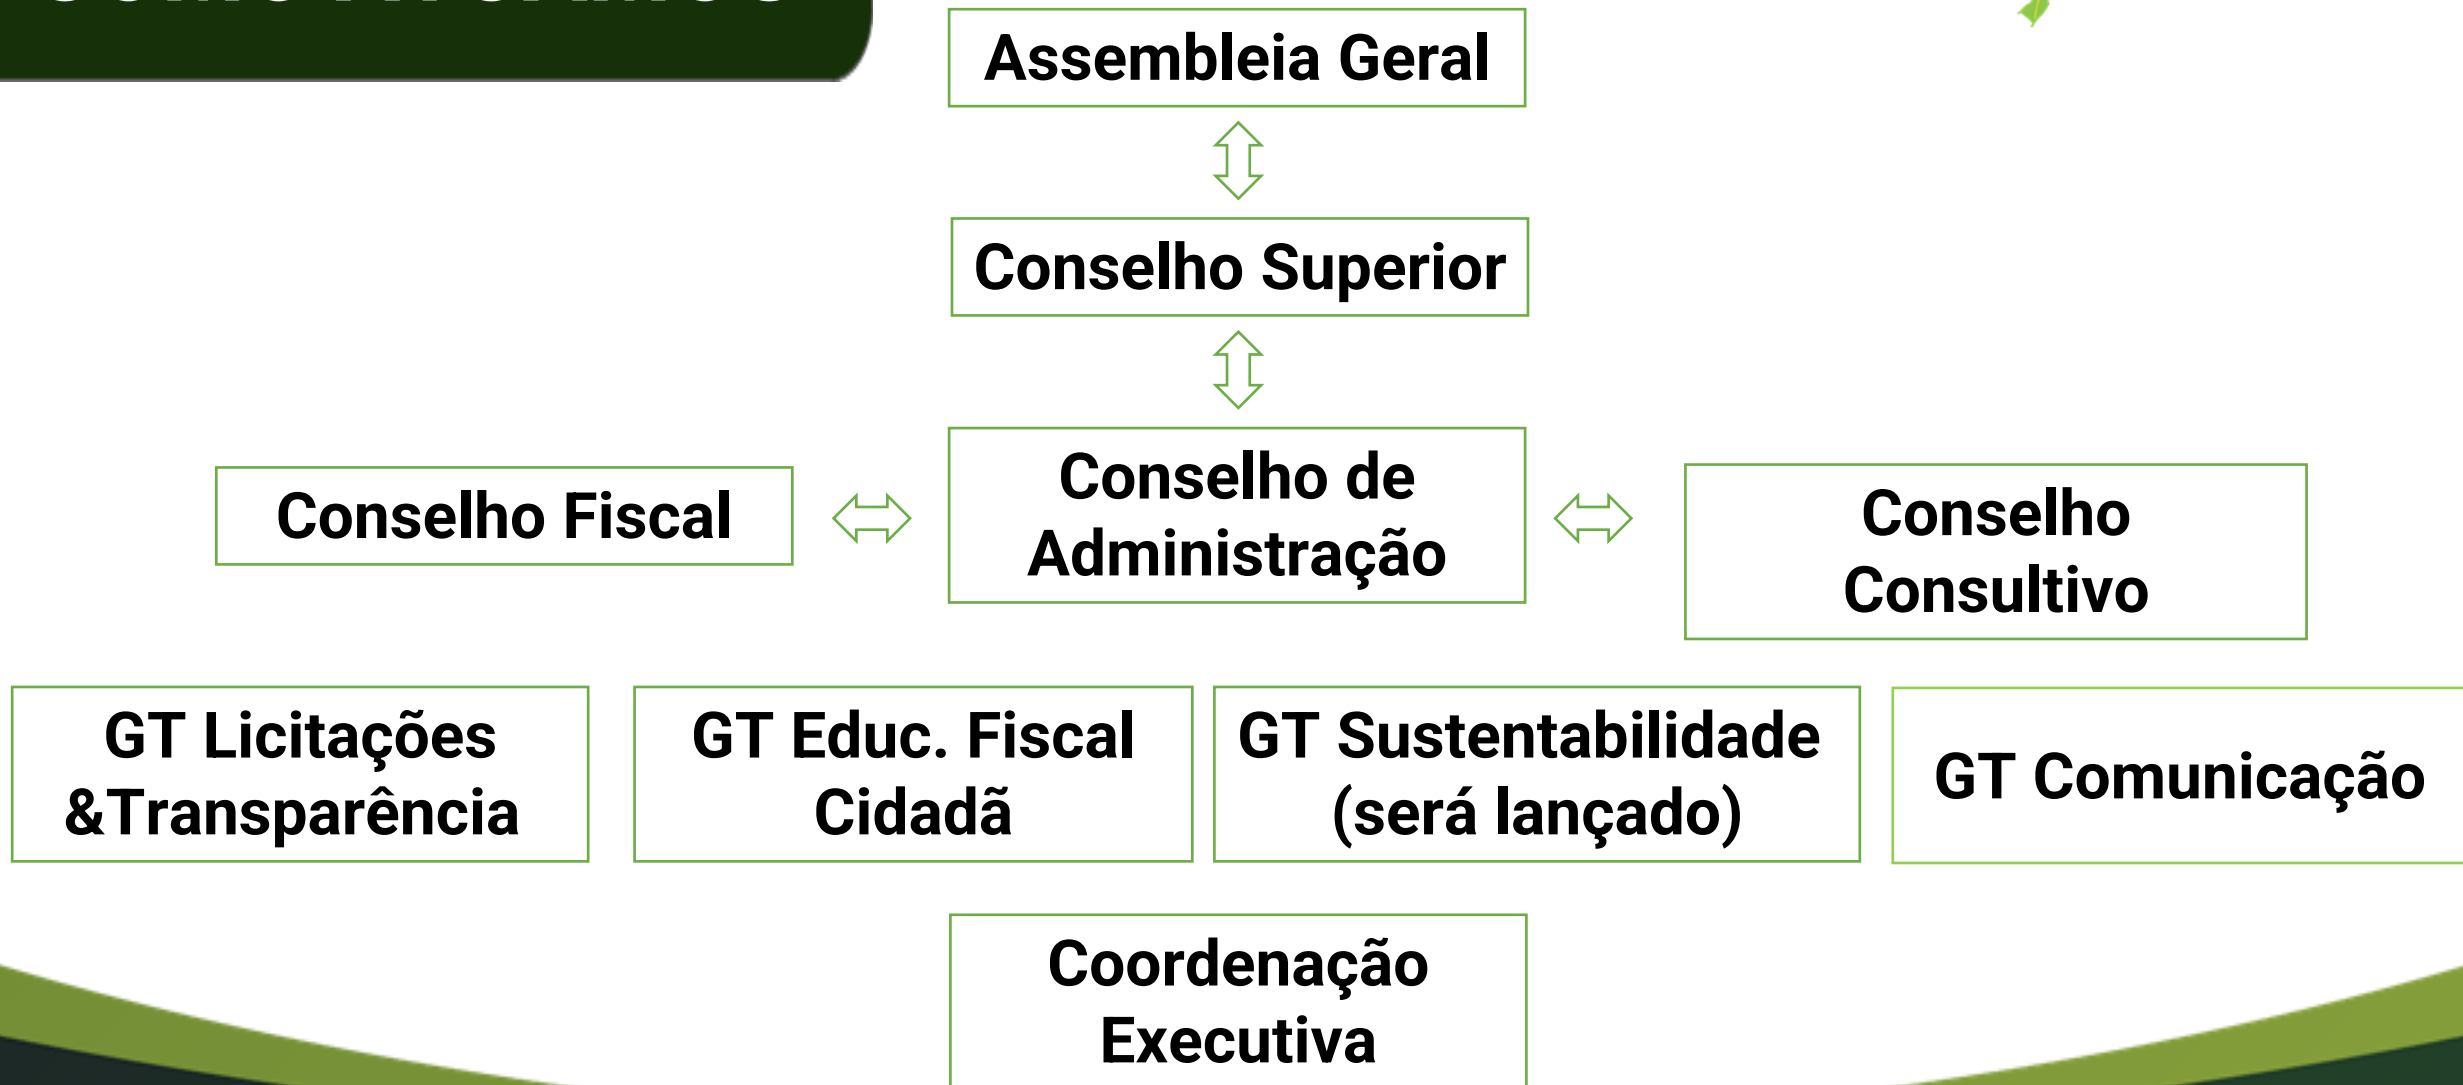 Assembleia Geral
Conselho Superior
Conselho Fiscal
Conselho de
Administração
Conselho
Consultivo
GT Licitações
&Transparência
GT Educ. Fiscal
Cidadã
GT Sustentabilidade
(será lançado)
GT Comunicação
Coordenação
Executiva